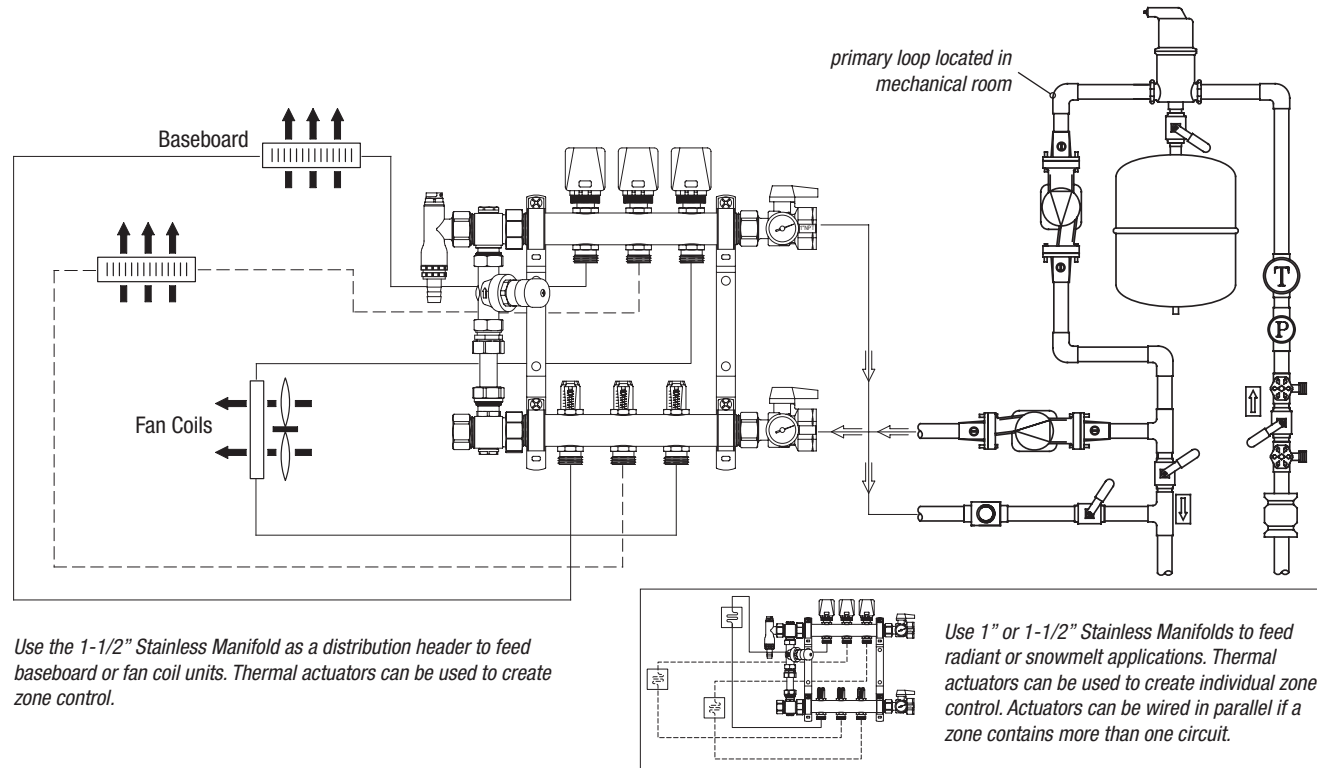 primary loop located in
mechanical room
Baseboard
1"NPT
T
P
Fan Coils
Use the 1-1/2” Stainless Manifold as a distribution header to feed
baseboard or fan coil units. Thermal actuators can be used to create
zone control.
Use 1” or 1-1/2” Stainless Manifolds to feed
radiant or snowmelt applications. Thermal
actuators can be used to create individual zone
control. Actuators can be wired in parallel if a
zone contains more than one circuit.